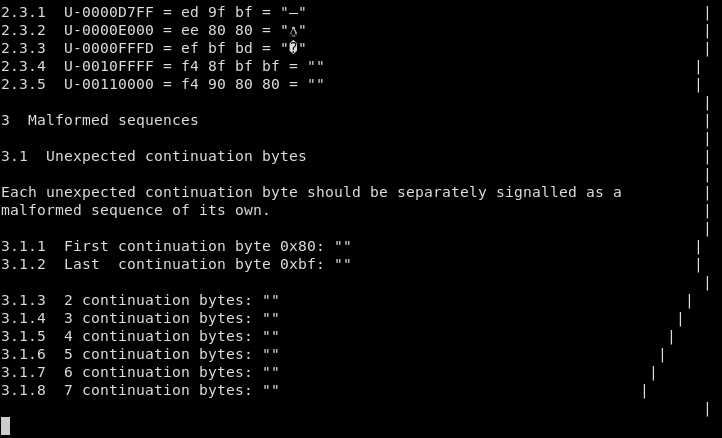 2.3.1  U-0000D7FF = ed 9f bf = "—"                                            |
2.3.2  U-0000E000 = ee 80 80 = ""                                            |
2.3.3  U-0000FFFD = ef bf bd = "�"                                            |
2.3.4  U-0010FFFF = f4 8f bf bf = ""                                         |
2.3.5  U-00110000 = f4 90 80 80 = ""                                         |
                                                                              |
3  Malformed sequences                                                        |
                                                                              |
3.1  Unexpected continuation bytes                                            |
                                                                              |
Each unexpected continuation byte should be separately signalled as a         |
malformed sequence of its own.                                                |
                                                                              |
3.1.1  First continuation byte 0x80: ""                                      |
3.1.2  Last  continuation byte 0xbf: ""                                      |
                                                                              |
3.1.3  2 continuation bytes: ""                                             |
3.1.4  3 continuation bytes: ""                                            |
3.1.5  4 continuation bytes: ""                                           |
3.1.6  5 continuation bytes: ""                                          |
3.1.7  6 continuation bytes: ""                                         |
3.1.8  7 continuation bytes: ""                                        |
                                                                              |